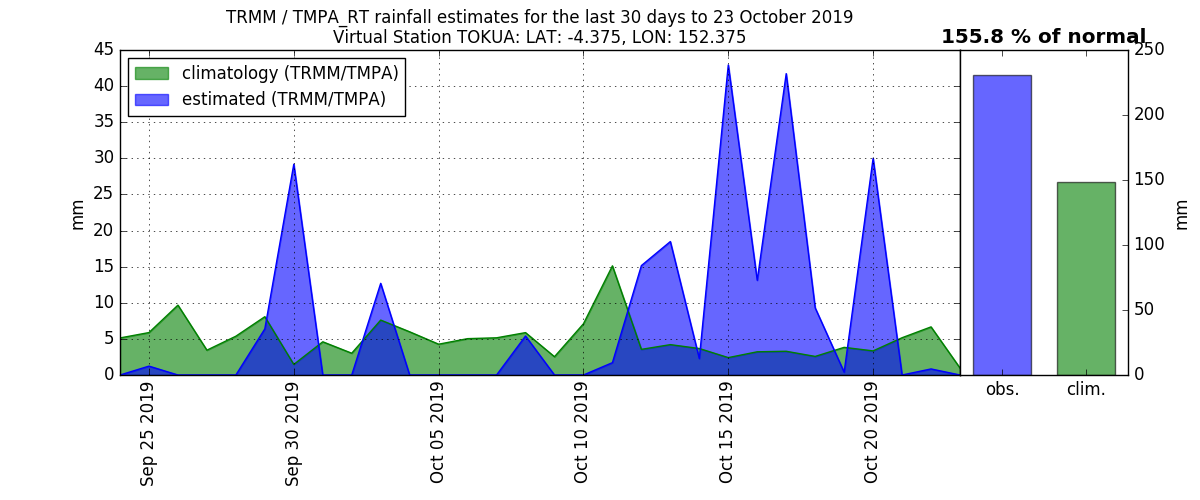 TRMM / TMPA_RT rainfall estimates for the last 30 days to 23 October 2019
Virtual Station TOKUA: LAT: -4.375, LON: 152.375
155.8 % of normal
climatology (TRMM/TMPA)
estimated (TRMM/TMPA)
mm
45
40
35
30
25
20
15
10
5
0
Sep 25 2019
Sep 30 2019
Oct 05 2019
Oct 10 2019
Oct 15 2019
Oct 20 2019
250
200
150
100
50
0
mm
obs.
clim.